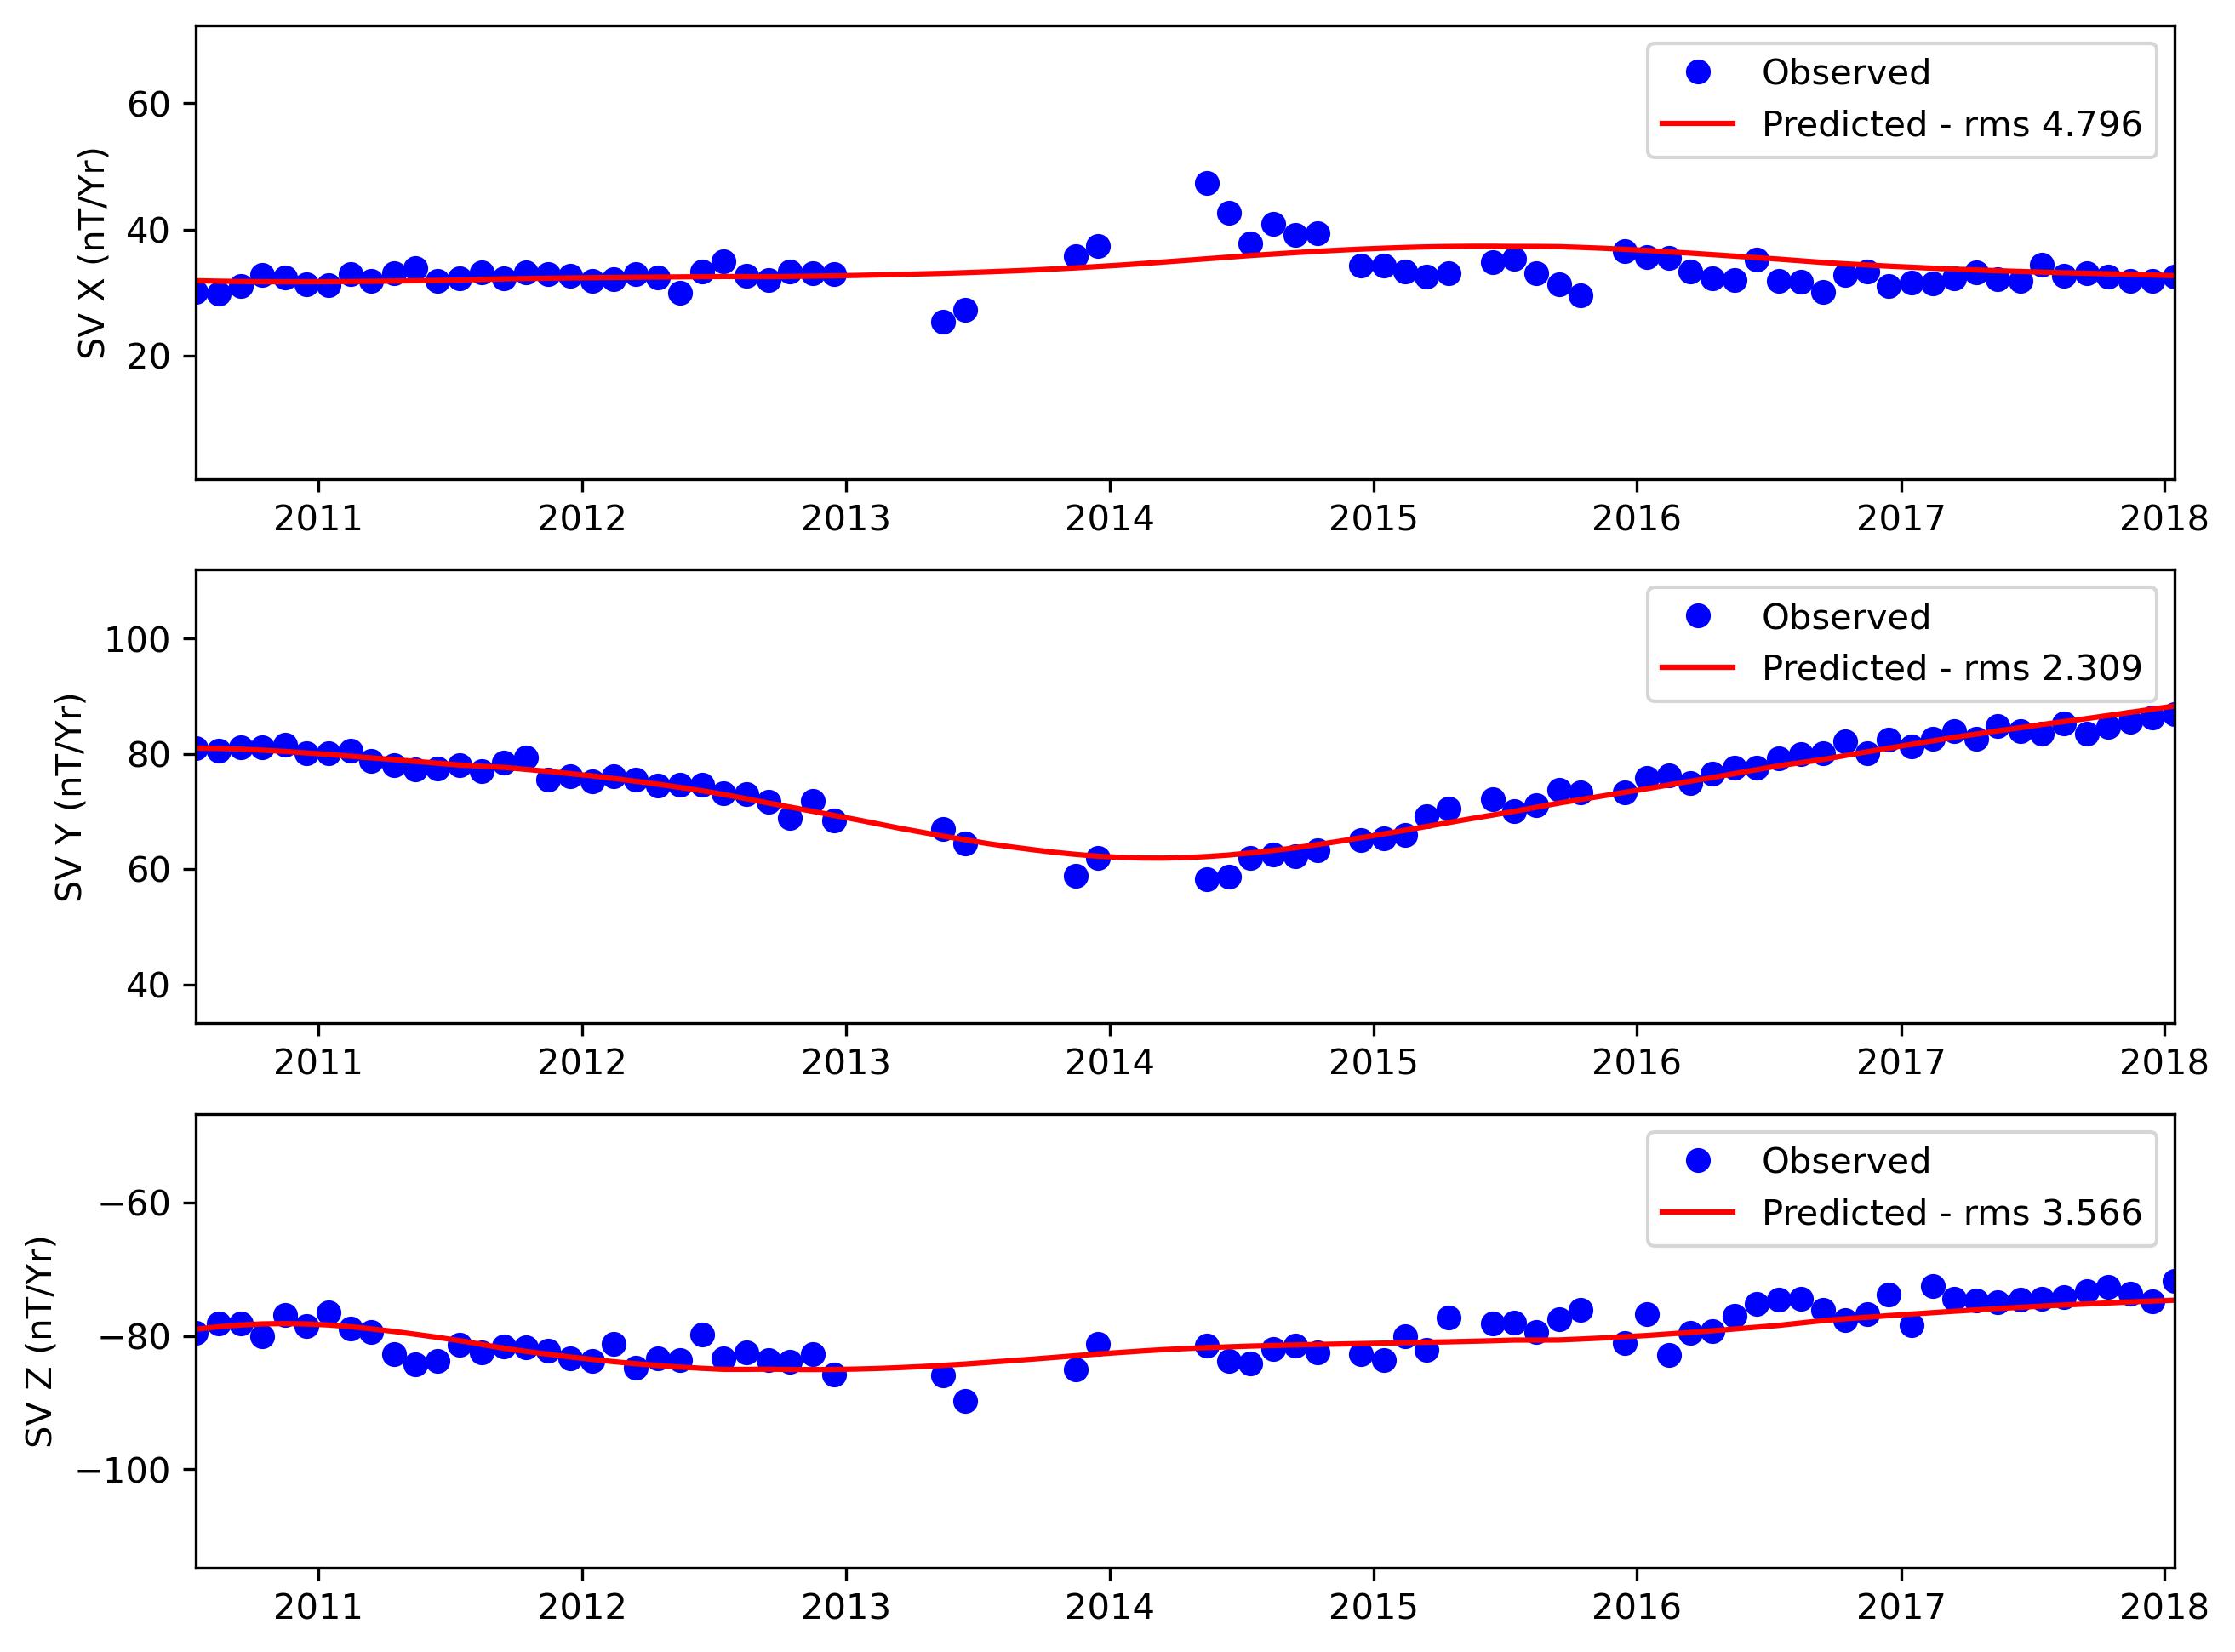 60
40
20
SV X (nT/Yr)
Observed
Predicted - rms 4.796
2011 2012 2013 2014 2015 2016 2017 2018
100
80
60
40
SV Y (nT/Yr)
Observed
Predicted - rms 2.309
2011 2012 2013 2014 2015 2016 2017 2018
−60
−80
−100
SV Z (nT/Yr)
Observed
Predicted - rms 3.566
2011 2012 2013 2014 2015 2016 2017 2018